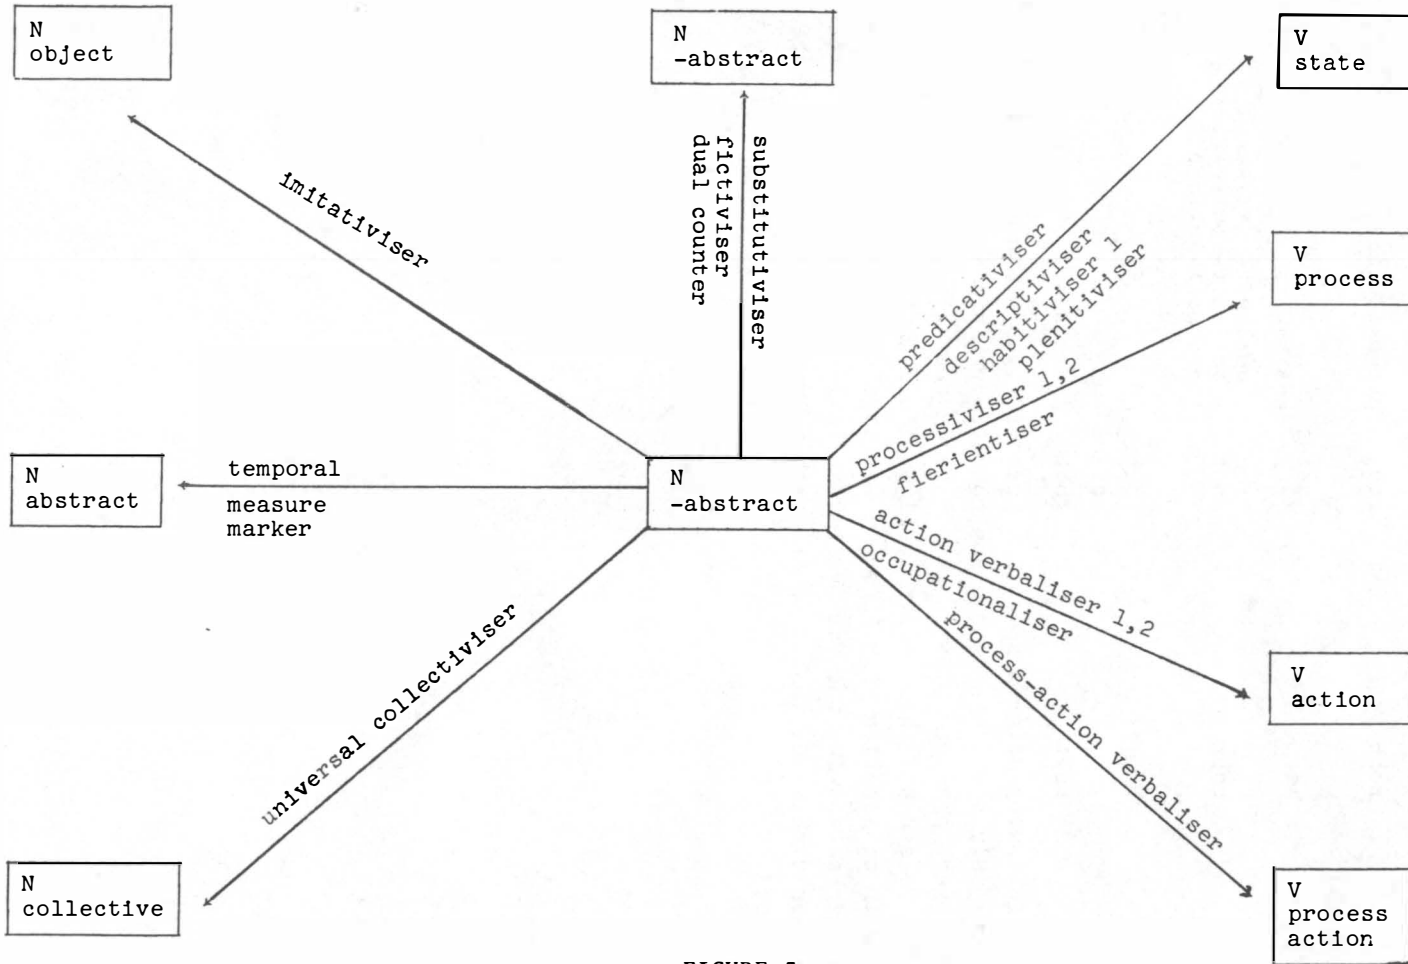 N
object
N
-abstract
V
state
imitativiser
substitutiviser
fictiviser
dual counter
predicativiser
descriptiviser
habitiviser 1
plenitiviser
V
process
processiviser 1,2
fierientiser
N
abstract
temporal
measure
marker
N
-abstract
action verbaliser 1,2
occupationaliser
process-action verbaliser
universal collectiviser
V
action
N
collective
V
process
action